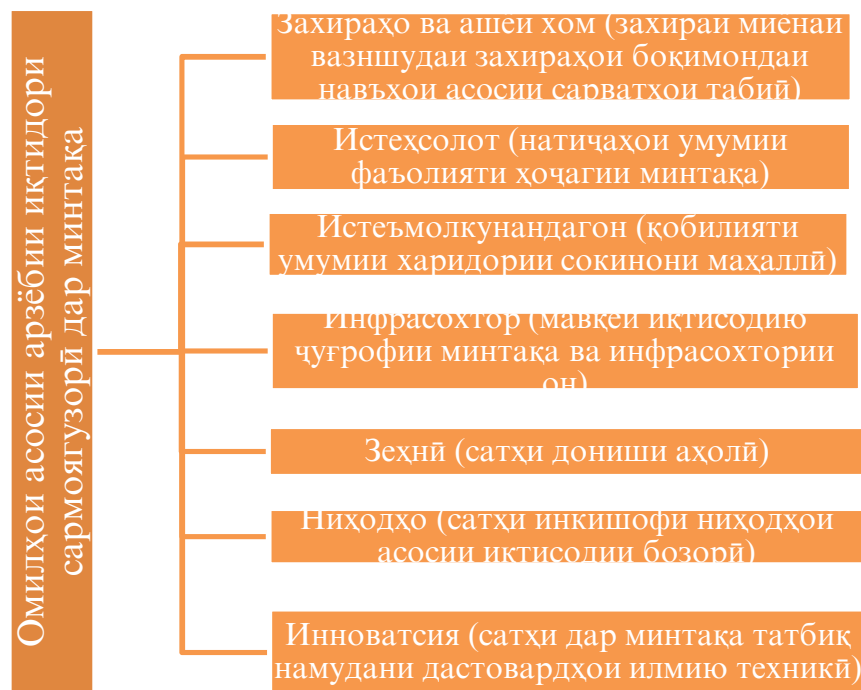 Омилҳои асосии арзёбии иқтидори
сармоягузорӣ дар минтақа
Захираҳо ва ашёи хом (захираи миёнаи
вазншудаи захираҳои боқимондаи
навъҳои асосии сарватҳои табиӣ)
Истеҳсолот (натиҷаҳои умумии
фаъолияти ҳоҷагии минтақа)
Истеъмолкунандагон (қобилияти
умумии харидории сокинони маҳаллӣ)
Инфрасохтор (мавқеи иқтисодию
ҷуғрофии минтақа ва инфрасохтории
он)
Зеҳнӣ (сатҳи дониши аҳолӣ)
Ниҳодҳо (сатҳи инкишофи ниҳодҳои
асосии иқтисодии бозорӣ)
Инноватсия (сатҳи дар минтақа татбиқ
намудани дастовардҳои илмию техникӣ)